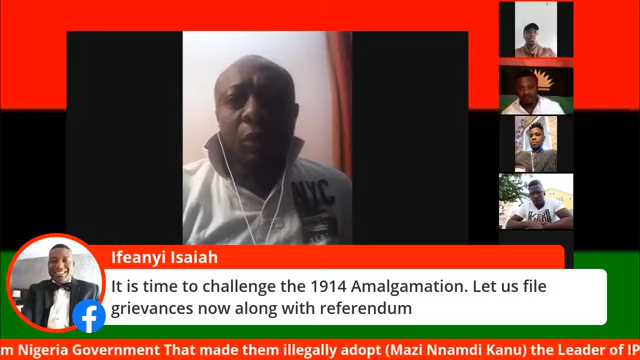 NYC
Ifeanyi Isaiah
It is time to challenge the 1914 Amalgamation. Let us file
grievances now along with referendum
m Nigeria Government That made them illegally adopt (Mazi Nnamdi Kanu) the Leader of IP